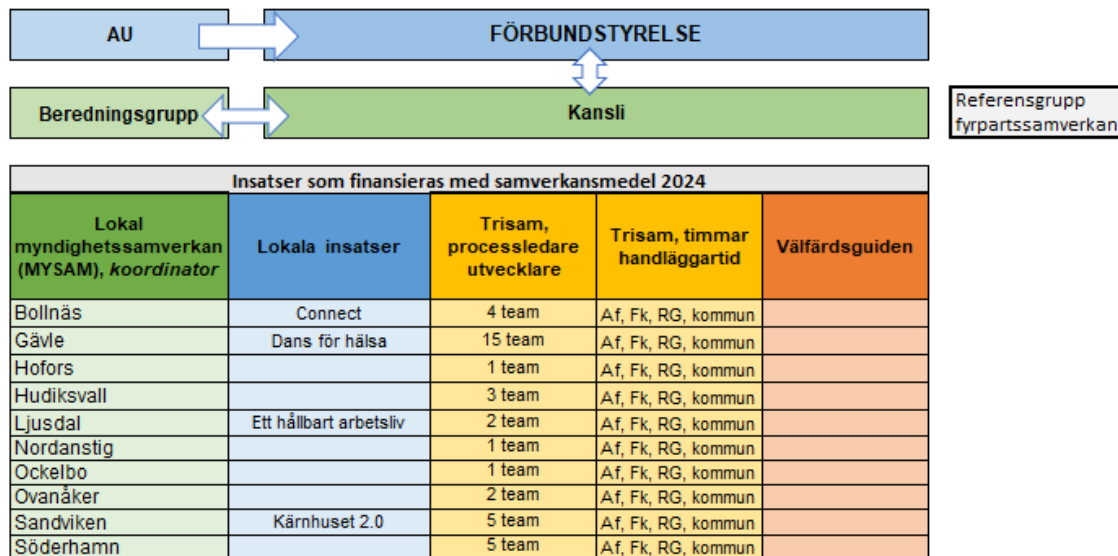 AU
FÖRBUNDSTYRELSE
Beredningsgrupp
Kansli
Referensgrupp
fyrpartssamverkan
Insatser som finansieras med samverkansmedel 2024
Lokal
myndighetssamverkan
(MYSAM), koordinator
Lokala insatser
Trisam,
processledare
utvecklare
Trisam, timmar
handläggartid
Välfärdsguiden
Bollnäs Connect 4 team Af, Fk, RG, kommun
Gävle Dans för hälsa 15 team Af, Fk, RG, kommun
Hofors 1 team Af, Fk, RG, kommun
Hudiksvall 3 team Af, Fk, RG, kommun
Ljusdal Ett hållbart arbetsliv 2 team Af, Fk, RG, kommun
Nordanstig 1 team Af, Fk, RG, kommun
Ockelbo 1 team Af, Fk, RG, kommun
Ovanåker 2 team Af, Fk, RG, kommun
Sandviken Kärnhuset 2.0 5 team Af, Fk, RG, kommun
Söderhamn 5 team Af, Fk, RG, kommun